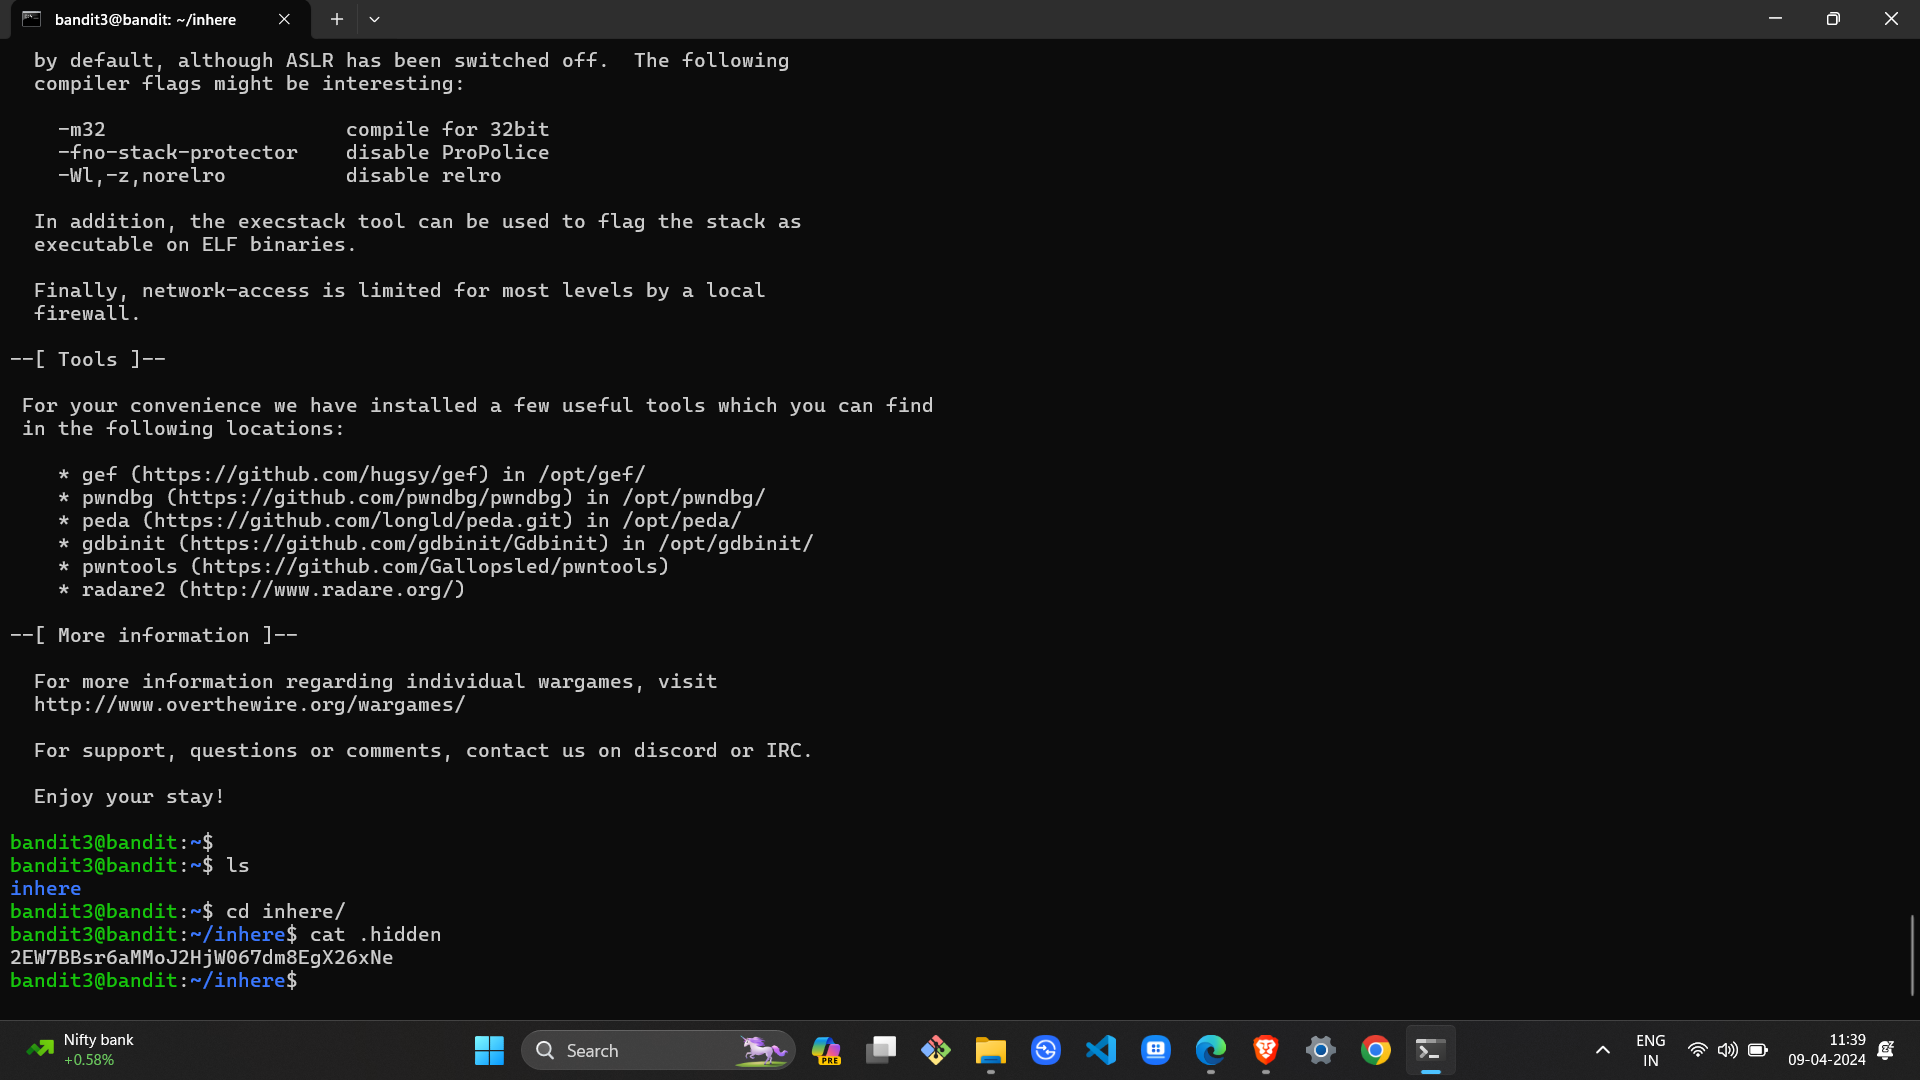 bandit3@bandit: ~/inhere
by default, although ASLR has been switched off.  The following
compiler flags might be interesting:
-m32                    compile for 32bit
-fno-stack-protector    disable ProPolice
-Wl,-z,norelro          disable relro
In addition, the execstack tool can be used to flag the stack as
executable on ELF binaries.
Finally, network-access is limited for most levels by a local
firewall.
--[ Tools ]--
For your convenience we have installed a few useful tools which you can find
in the following locations:
* gef (https://github.com/hugsy/gef) in /opt/gef/
* pwndbg (https://github.com/pwndbg/pwndbg) in /opt/pwndbg/
* peda (https://github.com/longld/peda.git) in /opt/peda/
* gdbinit (https://github.com/gdbinit/Gdbinit) in /opt/gdbinit/
* pwntools (https://github.com/Gallopsled/pwntools)
* radare2 (http://www.radare.org/)
--[ More information ]--
For more information regarding individual wargames, visit
http://www.overthewire.org/wargames/
For support, questions or comments, contact us on discord or IRC.
Enjoy your stay!
bandit3@bandit:~$
bandit3@bandit:~$ ls
inhere
bandit3@bandit:~$ cd inhere/
bandit3@bandit:~/inhere$ cat .hidden
2EW7BBsr6aMMoJ2HjW067dm8EgX26xNe
bandit3@bandit:~/inhere$
Nifty bank
+0.58%
Search
PRE
ENG
IN
11:39
09-04-2024